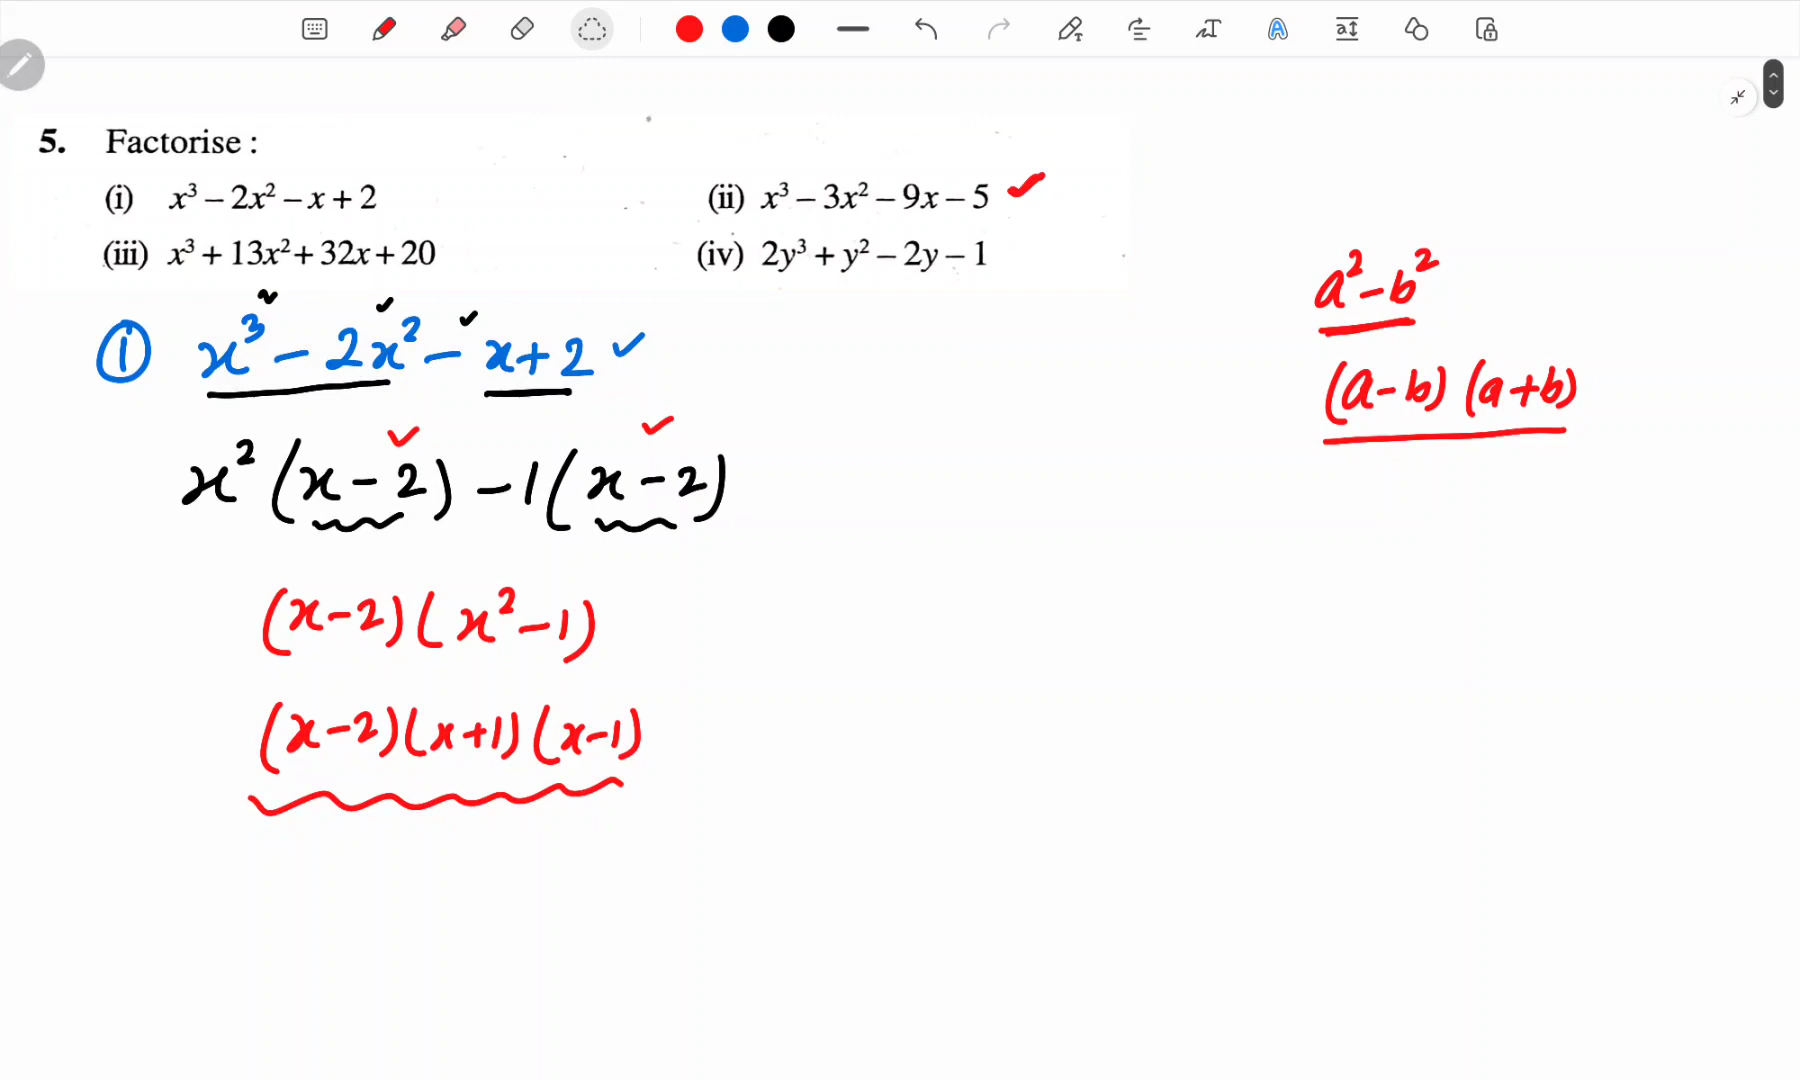 5. Factorise :
(i) x³ – 2x² – x + 2 (ii) x³ – 3x² – 9x – 5 ✓
(iii) x³ + 13x² + 32x + 20 (iv) 2y³ + y² – 2y – 1
① x³ – 2x² – x + 2 ✓
x² (x – 2) – 1 (x – 2)
(x – 2) (x² – 1)
(x – 2) (x + 1) (x – 1)
a² – b²
(a – b) (a + b)